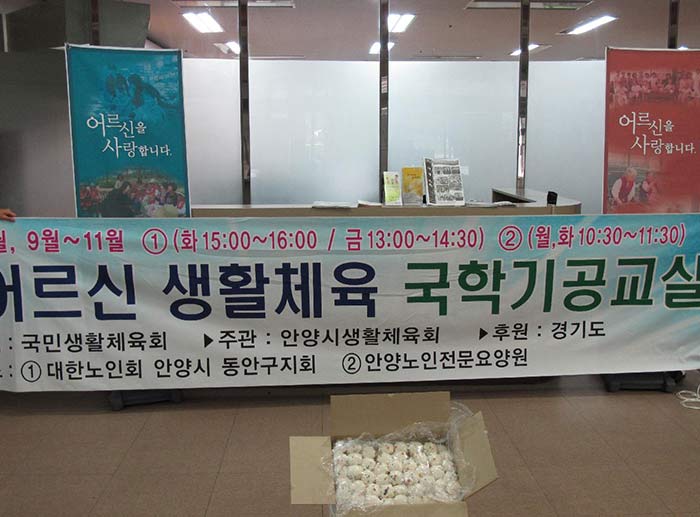 어르신을
사랑합니다.
어르신을
사랑합니다.
월, 9월~11월 ①(화 15:00~16:00 / 금 13:00~14:30) ②(월,화 10:30~11:30)
어르신 생활체육 국학기공교실
: 국민생활체육회 ▶주관 : 안양시생활체육회 ▶후원 : 경기도
: ①대한노인회 안양시 동안구지회 ②안양노인전문요양원